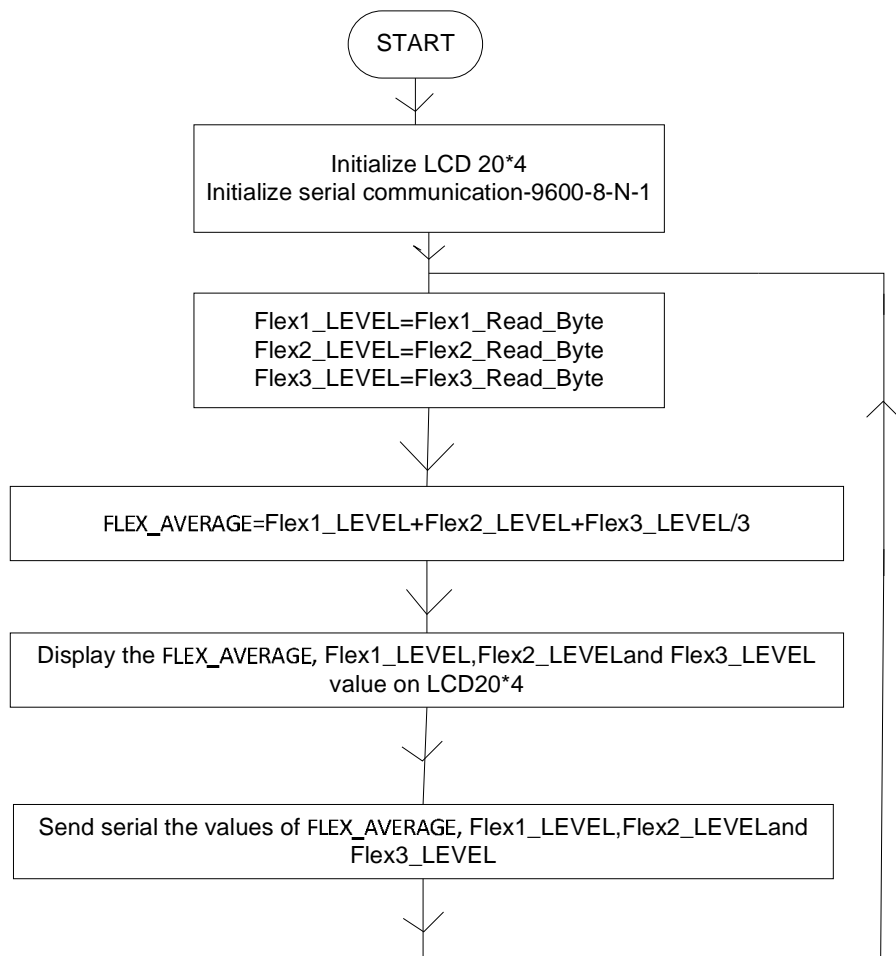 START
Initialize LCD 20*4
Initialize serial communication-9600-8-N-1
Flex1_LEVEL=Flex1_Read_Byte
Flex2_LEVEL=Flex2_Read_Byte
Flex3_LEVEL=Flex3_Read_Byte
FLEX_AVERAGE=Flex1_LEVEL+Flex2_LEVEL+Flex3_LEVEL/3
Display the FLEX_AVERAGE, Flex1_LEVEL,Flex2_LEVELand Flex3_LEVEL
value on LCD20*4
Send serial the values of FLEX_AVERAGE, Flex1_LEVEL,Flex2_LEVELand
Flex3_LEVEL